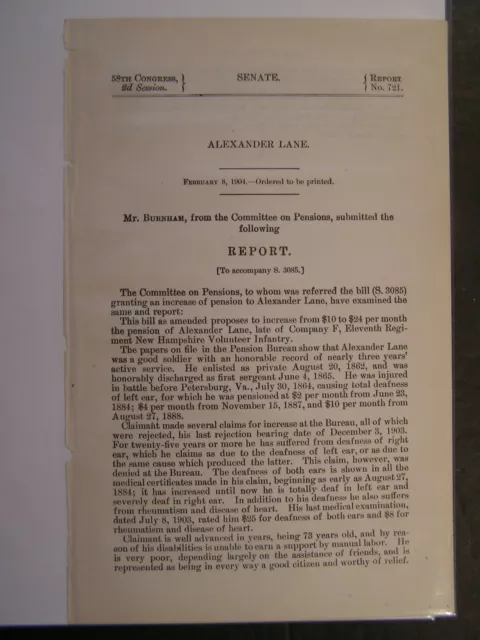 58TH CONGRESS, } SENATE. { REPORT
2d Session. } { No. 721.
ALEXANDER LANE.
FEBRUARY 8, 1904.—Ordered to be printed.
Mr. BURNHAM, from the Committee on Pensions, submitted the
following
REPORT.
[To accompany S. 3085.]
The Committee on Pensions, to whom was referred the bill (S. 3085)
granting an increase of pension to Alexander Lane, have examined the
same and report:
This bill as amended proposes to increase from $10 to $24 per month
the pension of Alexander Lane, late of Company F, Eleventh Regi-
ment New Hampshire Volunteer Infantry.
The papers on file in the Pension Bureau show that Alexander Lane
was a good soldier with an honorable record of nearly three years'
active service. He enlisted as private August 20, 1862, and was
honorably discharged as first sergeant June 4, 1865. He was injured
in battle before Petersburg, Va., July 30, 1864, causing total deafness
of left ear, for which he was pensioned at $2 per month from June 23,
1884; $4 per month from November 15, 1887, and $10 per month from
August 27, 1888.
Claimant made several claims for increase at the Bureau, all of which
were rejected, his last rejection bearing date of December 3, 1903.
For twenty-five years or more he has suffered from deafness of right
ear, which he claims as due to the deafness of left ear, or as due to
the same cause which produced the latter. This claim, however, was
denied at the Bureau. The deafness of both ears is shown in all the
medical certificates made in his claim, beginning as early as August 27,
1884; it has increased until now he is totally deaf in left ear and
severely deaf in right ear. In addition to his deafness he also suffers
from rheumatism and disease of heart. His last medical examination,
dated July 8, 1903, rated him $25 for deafness of both ears and $8 for
rheumatism and disease of heart.
Claimant is well advanced in years, being 73 years old, and by rea-
son of his disabilities is unable to earn a support by manual labor. He
is very poor, depending largely on the assistance of friends, and is
represented as being in every way a good citizen and worthy of relief.